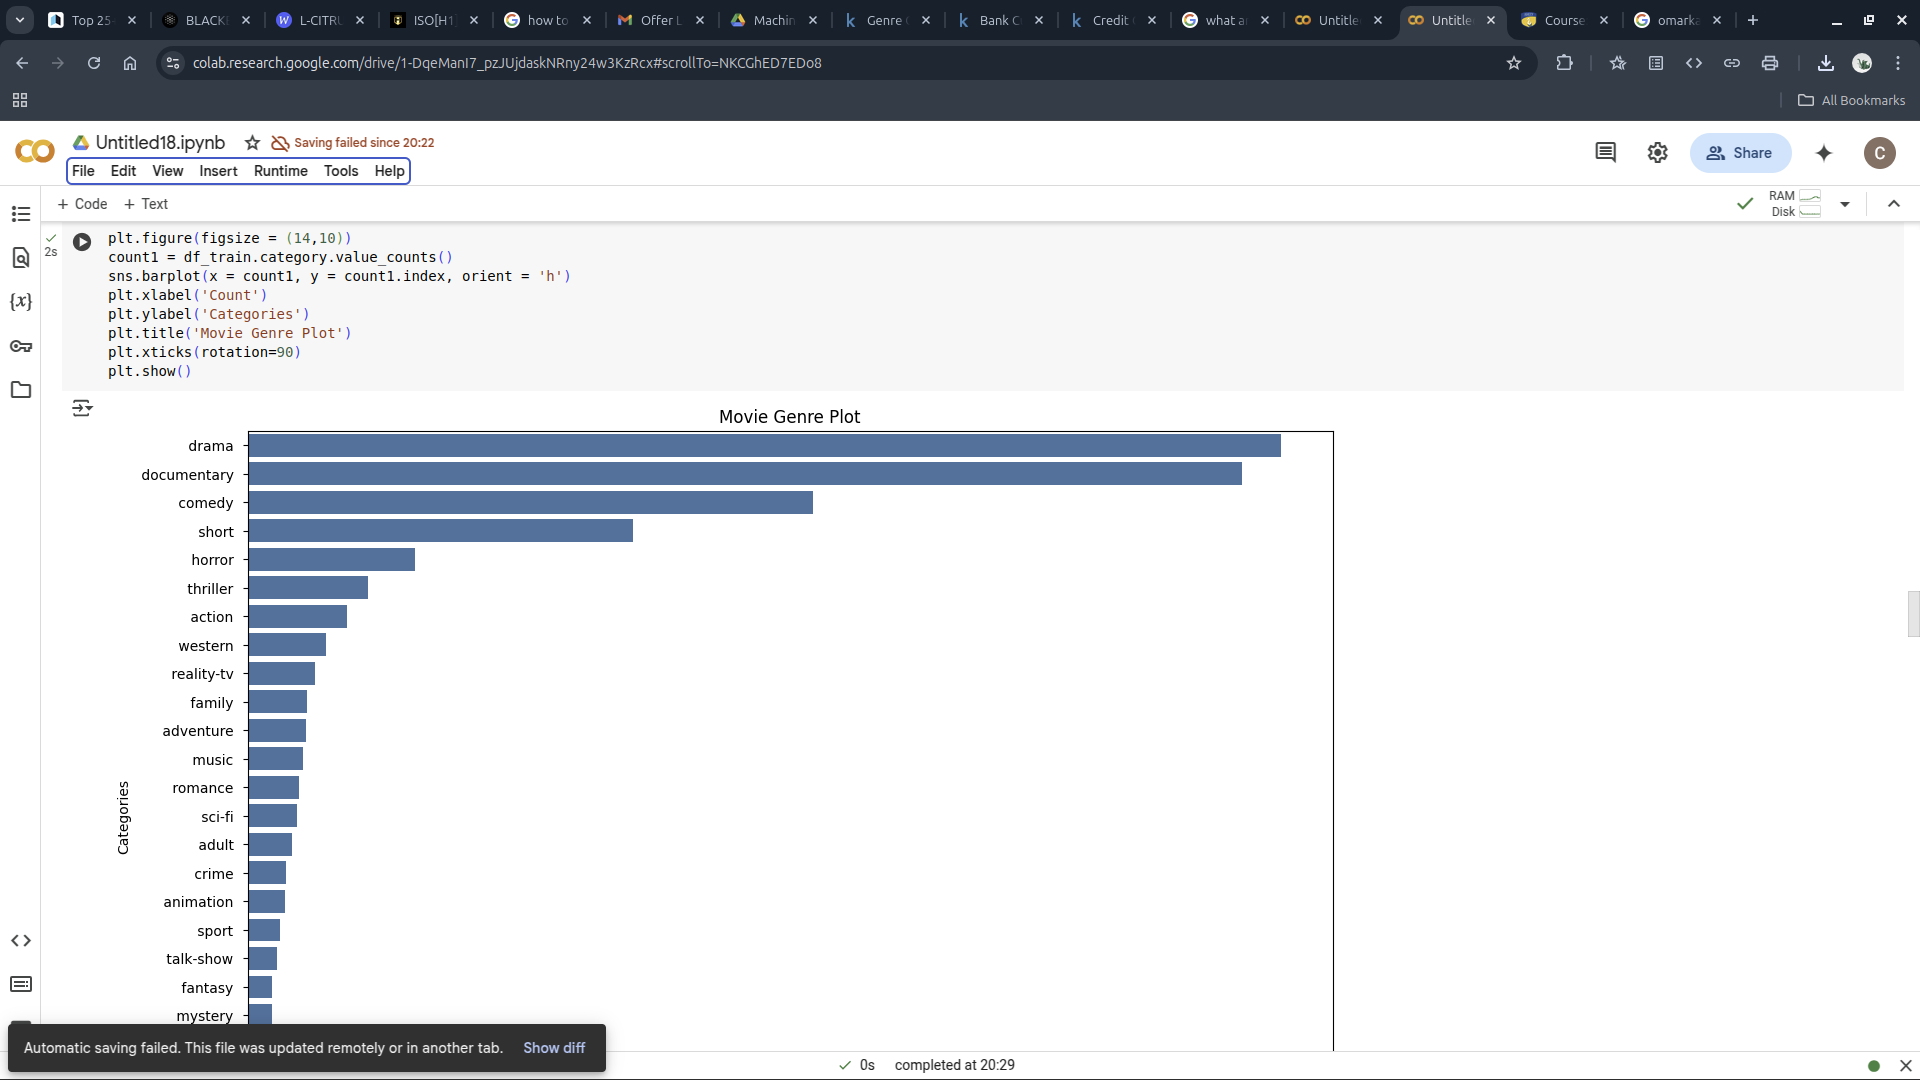 Top 25
BLACK
L-CITRU
ISO[H1
how to
Offer L
Machin
Genre
Bank C
Credit
what a
Untitle
Untitle
Course
omarka
colab.research.google.com/drive/1-DqeManI7_pzJUjdaskNRny24w3KzRcx#scrollTo=NKCGhED7EDo8
All Bookmarks
Untitled18.ipynb
Saving failed since 20:22
File Edit View Insert Runtime Tools Help
Share
C
+ Code + Text
RAM
Disk
2s
plt.figure(figsize = (14,10))
count1 = df_train.category.value_counts()
sns.barplot(x = count1, y = count1.index, orient = 'h')
plt.xlabel('Count')
plt.ylabel('Categories')
plt.title('Movie Genre Plot')
plt.xticks(rotation=90)
plt.show()
Movie Genre Plot
drama
documentary
comedy
short
horror
thriller
action
western
reality-tv
family
adventure
music
romance
sci-fi
adult
crime
animation
sport
talk-show
fantasy
mystery
Categories
Automatic saving failed. This file was updated remotely or in another tab. Show diff
0s completed at 20:29